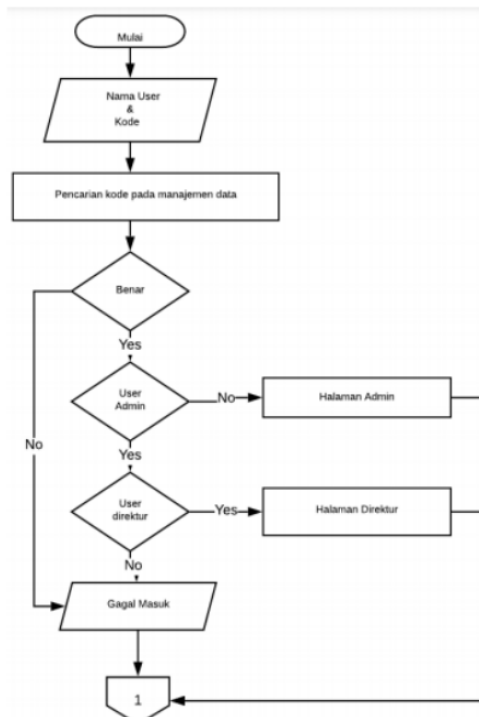 Mulai
Nama User
&
Kode
Pencarian kode pada manajemen data
Benar
Yes
User
Admin
No
Halaman Admin
No
Yes
User
direktur
Yes
Halaman Direktur
No
Gagal Masuk
1